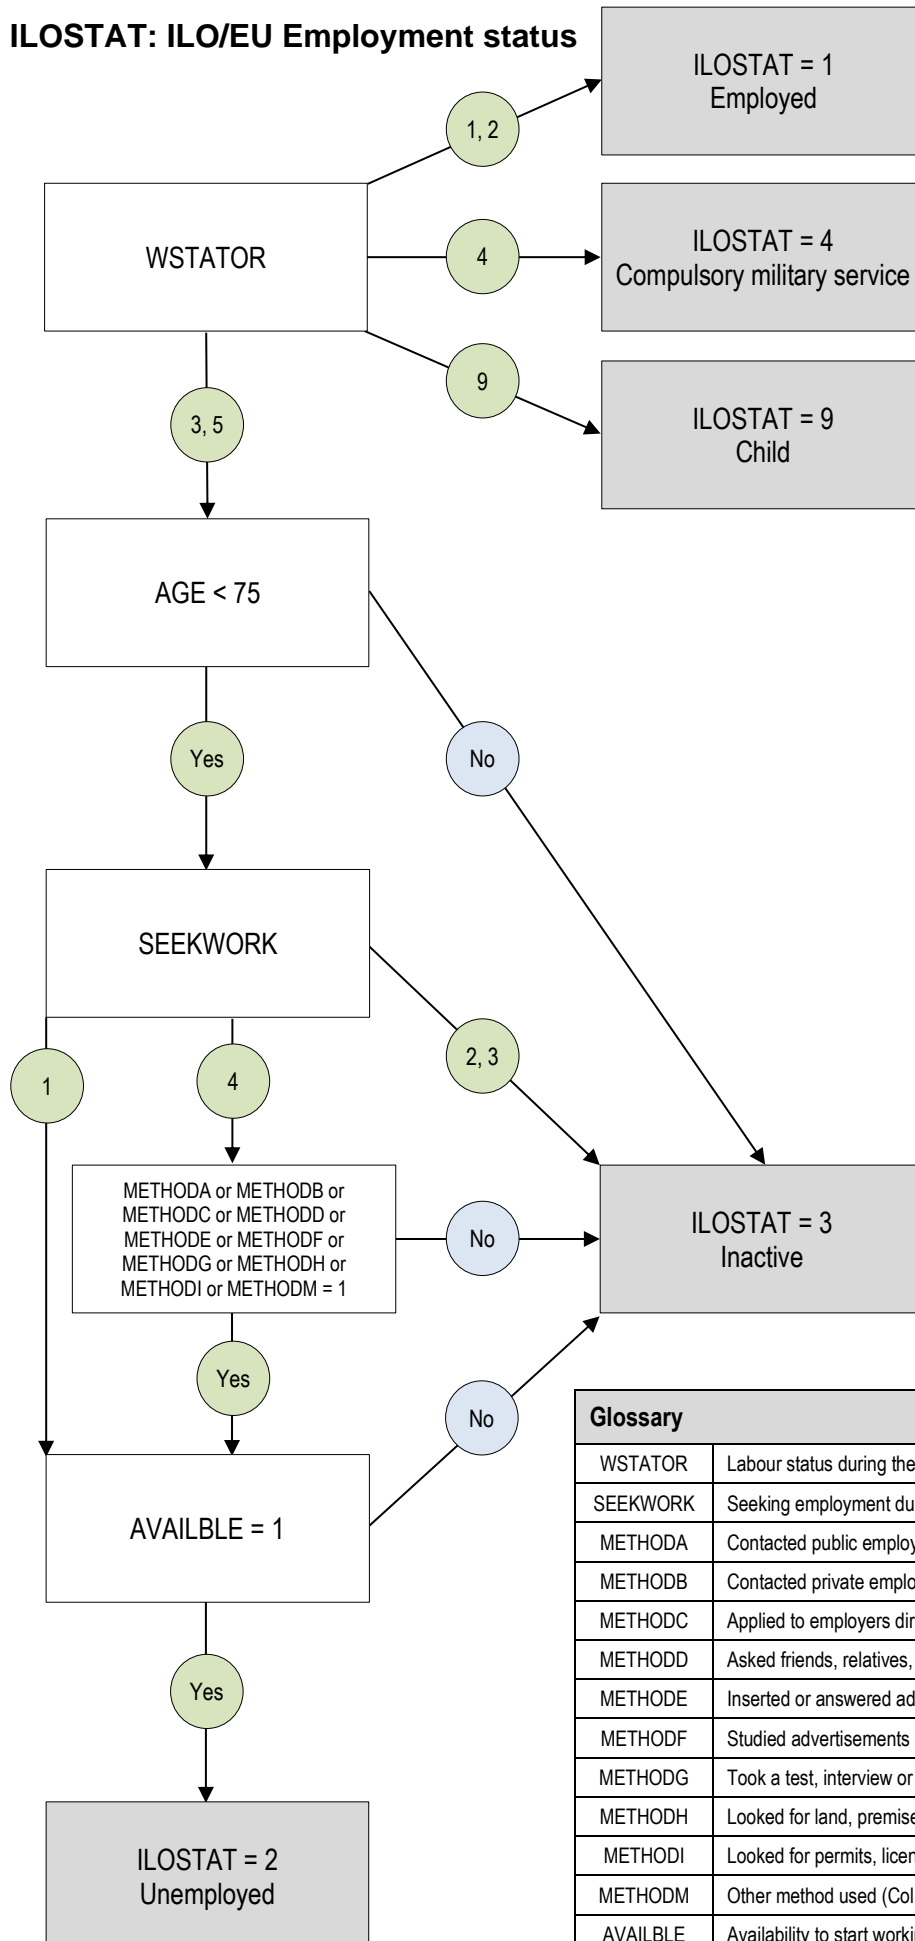 ILOSTAT: ILO/EU Employment status
ILOSTAT = 1
Employed
1, 2
WSTATOR
4
ILOSTAT = 4
Compulsory military service
9
ILOSTAT = 9
Child
3, 5
AGE < 75
Yes
No
SEEKWORK
1
4
2, 3
METHODA or METHODB or
METHODC or METHODD or
METHODE or METHODF or
METHODG or METHODH or
METHODI or METHODM = 1
No
ILOSTAT = 3
Inactive
Yes
No
AVAILBLE = 1
Yes
ILOSTAT = 2
Unemployed
Glossary
WSTATOR Labour status during the
SEEKWORK Seeking employment du
METHODA Contacted public employ
METHODB Contacted private emplo
METHODC Applied to employers dir
METHODD Asked friends, relatives,
METHODE Inserted or answered ad
METHODF Studied advertisements
METHODG Took a test, interview or
METHODH Looked for land, premise
METHODI Looked for permits, licen
METHODM Other method used (Col
AVAILBLE Availability to start worki